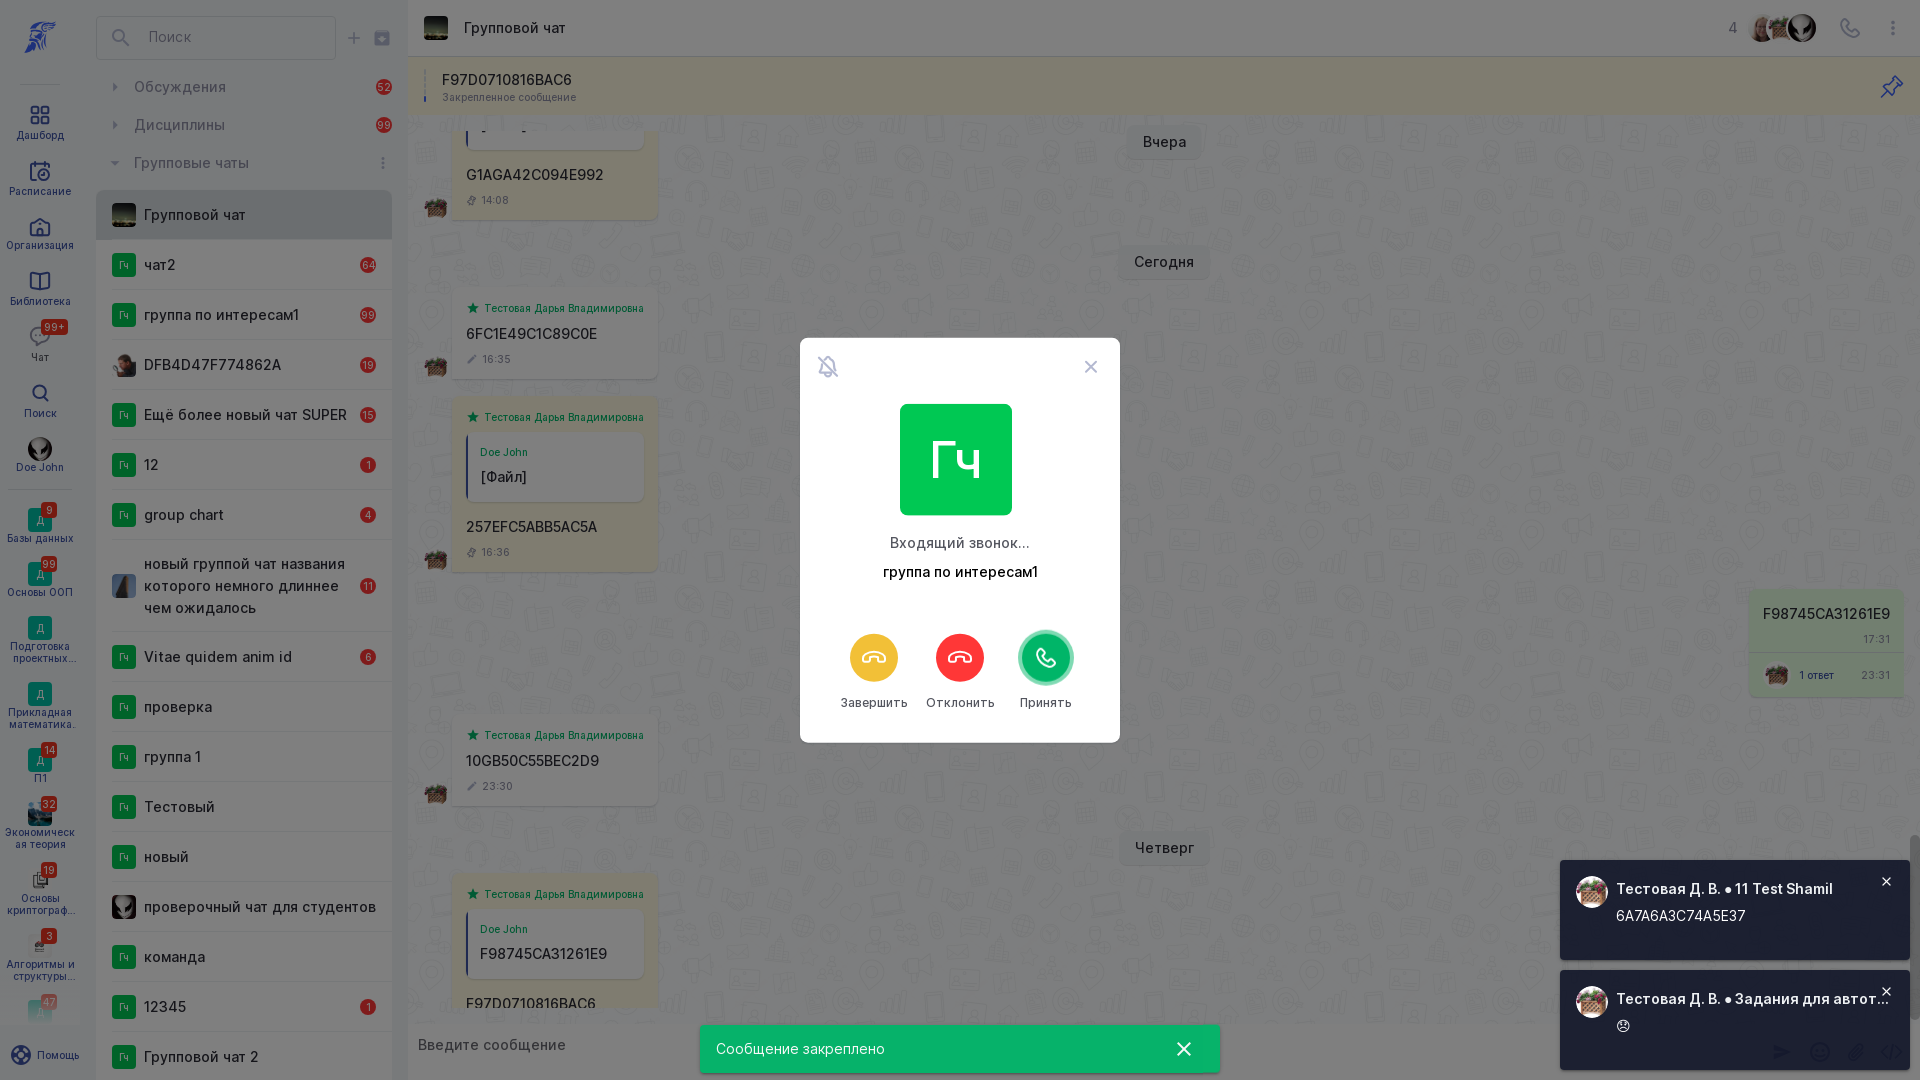 Поиск
Дашборд
Расписание
Организация
Библиотека
99+
Чат
Поиск
Doe John
9
Д
Базы данных
99
Д
Основы ООП
Д
Подготовка
проектных...
Д
Прикладная
математика.
14
Д
П1
32
Экономическ
ая теория
19
Основы
криптограф...
3
Алгоритмы и
структуры...
47
Д
Помощь
Обсуждения
52
Дисциплины
99
Групповые чаты
Групповой чат
Гч
чат2
64
Гч
группа по интересам1
99
DFB4D47F774862A
19
Гч
Ещё более новый чат SUPER
15
Гч
12
1
Гч
group chart
4
новый группой чат названия
которого немного длиннее
чем ожидалось
11
Гч
Vitae quidem anim id
6
Гч
проверка
Гч
группа 1
Гч
Тестовый
Гч
новый
проверочный чат для студентов
Гч
команда
Гч
12345
1
Гч
Групповой чат 2
Групповой чат
4
F97D0710816BAC6
Закрепленное сообщение
Вчера
G1AGA42C094E992
14:08
Сегодня
Тестовая Дарья Владимировна
6FC1E49C1C89C0E
16:35
Тестовая Дарья Владимировна
Doe John
[Файл]
257EFC5ABB5AC5A
16:36
F98745CA31261E9
17:31
1 ответ
23:31
Тестовая Дарья Владимировна
10GB50C55BEC2D9
23:30
Четверг
Тестовая Дарья Владимировна
Doe John
F98745CA31261E9
F97D0710816BAC6
Введите сообщение
Гч
Входящий звонок...
группа по интересам1
Завершить
Отклонить
Принять
Сообщение закреплено
Тестовая Д. В. ● 11 Test Shamil
6A7A6A3C74A5E37
Тестовая Д. В. ● Задания для автот...